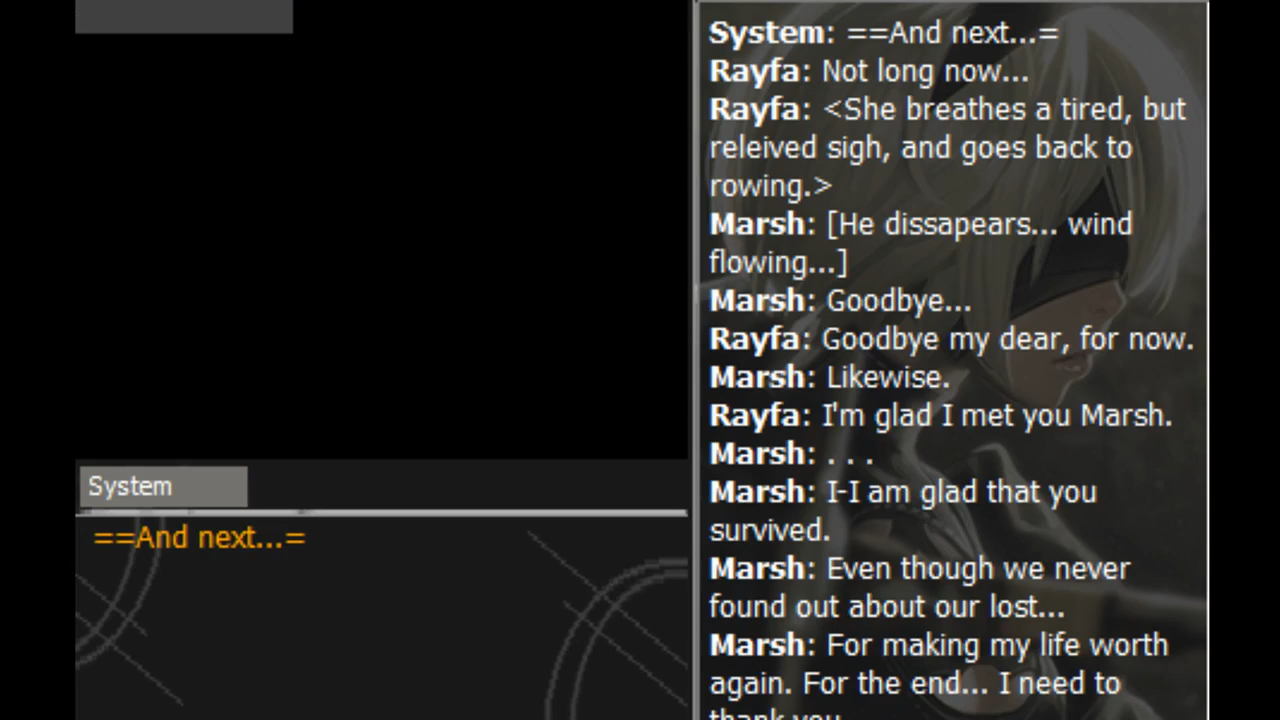 System: ==And next...=
Rayfa: Not long now...
Rayfa: <She breathes a tired, but
releived sigh, and goes back to
rowing.>
Marsh: [He dissapears... wind
flowing...]
Marsh: Goodbye...
Rayfa: Goodbye my dear, for now.
Marsh: Likewise.
Rayfa: I'm glad I met you Marsh.
Marsh: . . .
Marsh: I-I am glad that you
survived.
Marsh: Even though we never
found out about our lost...
Marsh: For making my life worth
again. For the end... I need to
thank you
System
==And next...=